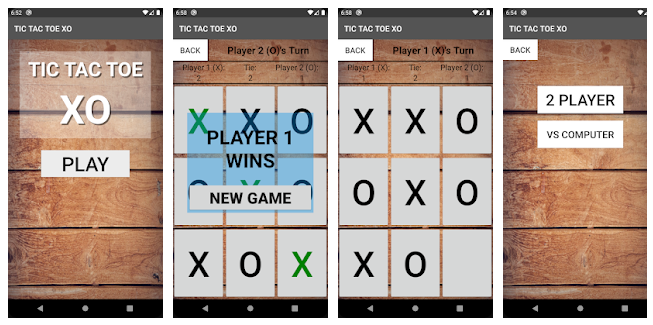 6:52
TIC TAC TOE XO
TIC TAC TOE
XO
PLAY
6:58
TIC TAC TOE XO
BACK
Player 2 (O)'s Turn
Player 1 (X): Tie: Player 2 (O):
2 2
X X O
PLAYER 1
WINS
O X
NEW GAME
X O X
6:58
TIC TAC TOE XO
BACK
Player 1 (X)'s Turn
Player 1 (X): Tie: Player 2 (O):
2
X X O
O X O
X O
6:54
TIC TAC TOE XO
BACK
2 PLAYER
VS COMPUTER